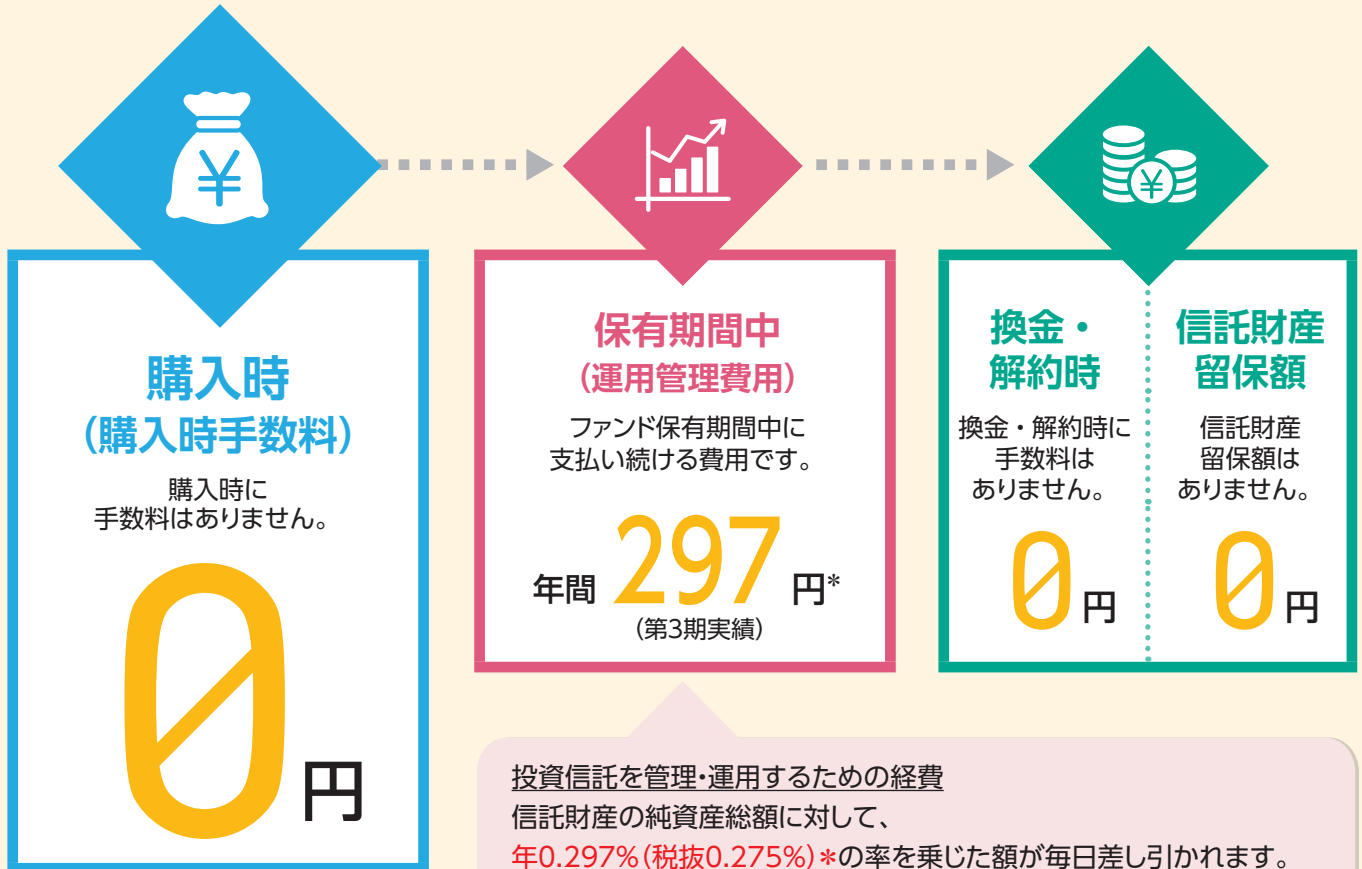 ¥
購入時
(購入時手数料)
購入時に
手数料はありません。
0円
保有期間中
(運用管理費用)
ファンド保有期間中に
支払い続ける費用です。
年間 297 円*
(第3期実績)
¥
換金・
解約時
換金・解約時に
手数料は
ありません。
0円
信託財産
留保額
信託財産
留保額は
ありません。
0円
投資信託を管理・運用するための経費
信託財産の純資産総額に対して、
年0.297%(税抜0.275%)*の率を乗じた額が毎日差し引かれます。